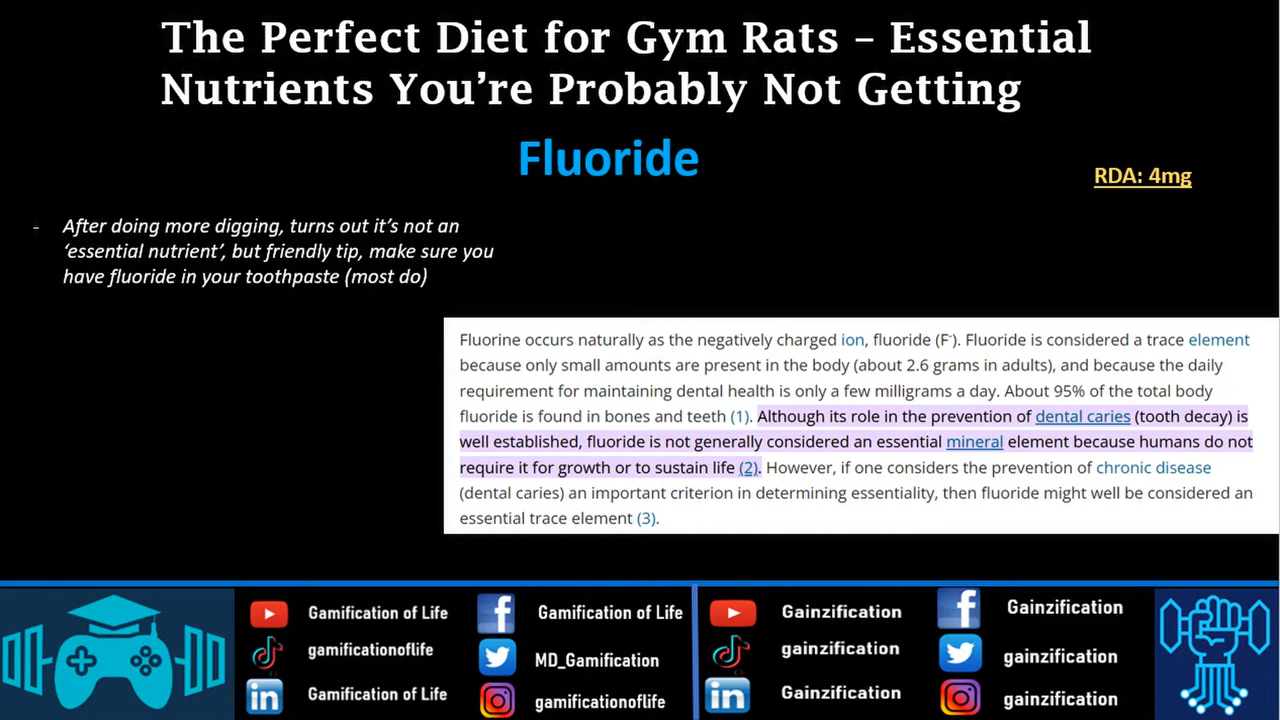 The Perfect Diet for Gym Rats – Essential
Nutrients You're Probably Not Getting
Fluoride
RDA: 4mg
- After doing more digging, turns out it's not an
'essential nutrient', but friendly tip, make sure you
have fluoride in your toothpaste (most do)
Fluorine occurs naturally as the negatively charged ion, fluoride (F-). Fluoride is considered a trace element
because only small amounts are present in the body (about 2.6 grams in adults), and because the daily
requirement for maintaining dental health is only a few milligrams a day. About 95% of the total body
fluoride is found in bones and teeth (1). Although its role in the prevention of dental caries (tooth decay) is
well established, fluoride is not generally considered an essential mineral element because humans do not
require it for growth or to sustain life (2). However, if one considers the prevention of chronic disease
(dental caries) an important criterion in determining essentiality, then fluoride might well be considered an
essential trace element (3).
Gamification of Life
gamificationoflife
Gamification of Life
Gamification of Life
MD_Gamification
gamificationoflife
Gainzification
gainzification
Gainzification
Gainzification
gainzification
gainzification